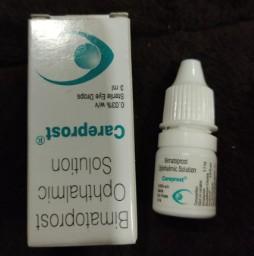 Bimatoprost
Ophthalmic
Solution
Careprost®
0.03% w/v
Sterile Eye Drops
3 ml
Bimatoprost
Ophthalmic Solution
Careprost®